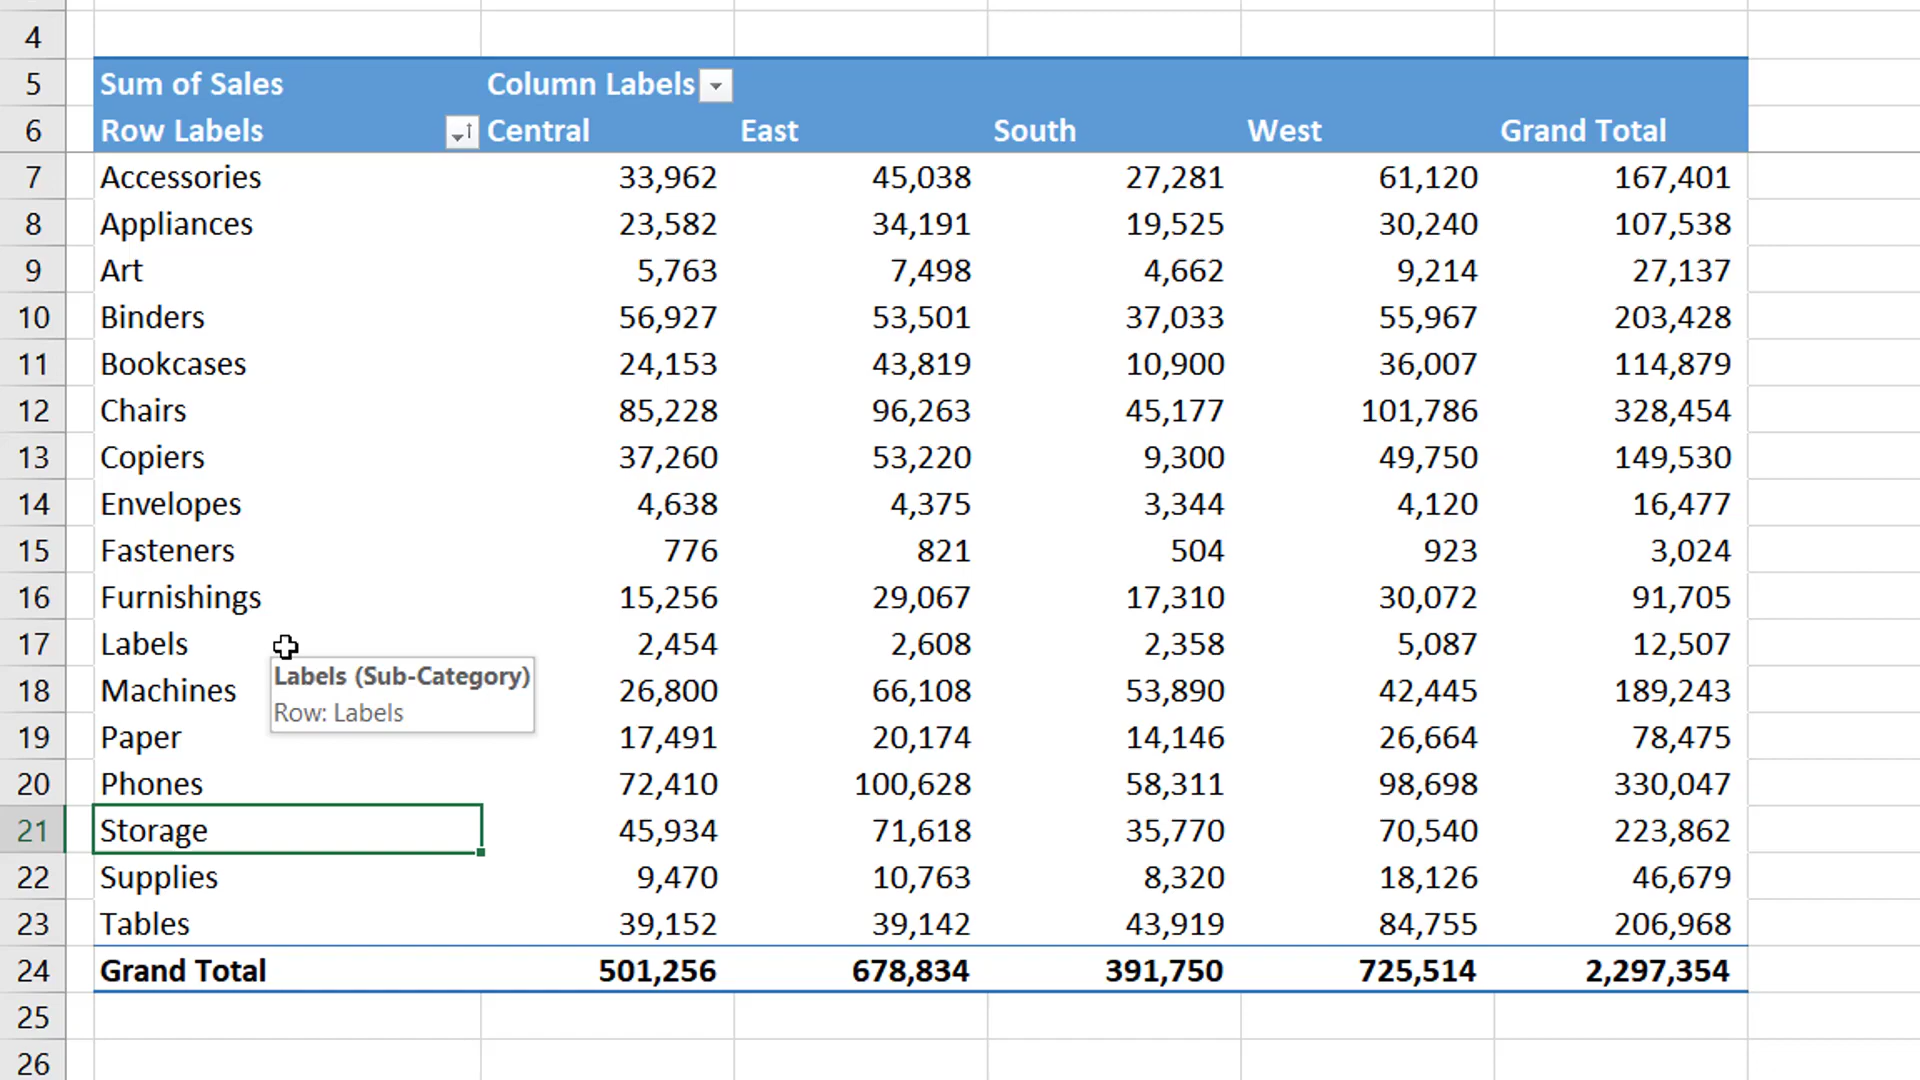 4
5 Sum of Sales Column Labels
6 Row Labels Central East South West Grand Total
7 Accessories 33,962 45,038 27,281 61,120 167,401
8 Appliances 23,582 34,191 19,525 30,240 107,538
9 Art 5,763 7,498 4,662 9,214 27,137
10 Binders 56,927 53,501 37,033 55,967 203,428
11 Bookcases 24,153 43,819 10,900 36,007 114,879
12 Chairs 85,228 96,263 45,177 101,786 328,454
13 Copiers 37,260 53,220 9,300 49,750 149,530
14 Envelopes 4,638 4,375 3,344 4,120 16,477
15 Fasteners 776 821 504 923 3,024
16 Furnishings 15,256 29,067 17,310 30,072 91,705
17 Labels 2,454 2,608 2,358 5,087 12,507
Labels (Sub-Category)
Row: Labels
18 Machines 26,800 66,108 53,890 42,445 189,243
19 Paper 17,491 20,174 14,146 26,664 78,475
20 Phones 72,410 100,628 58,311 98,698 330,047
21 Storage 45,934 71,618 35,770 70,540 223,862
22 Supplies 9,470 10,763 8,320 18,126 46,679
23 Tables 39,152 39,142 43,919 84,755 206,968
24 Grand Total 501,256 678,834 391,750 725,514 2,297,354
25
26